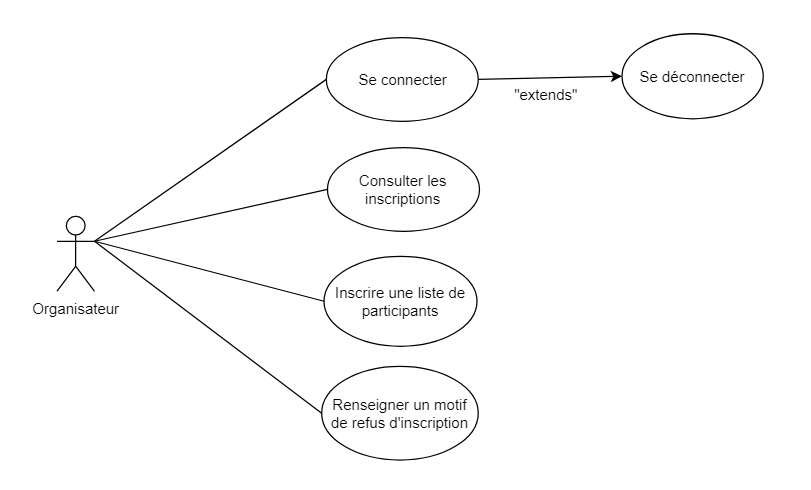 Se connecter
Se déconnecter
"extends"
Consulter les
inscriptions
Inscrire une liste de
participants
Organisateur
Renseigner un motif
de refus d'inscription